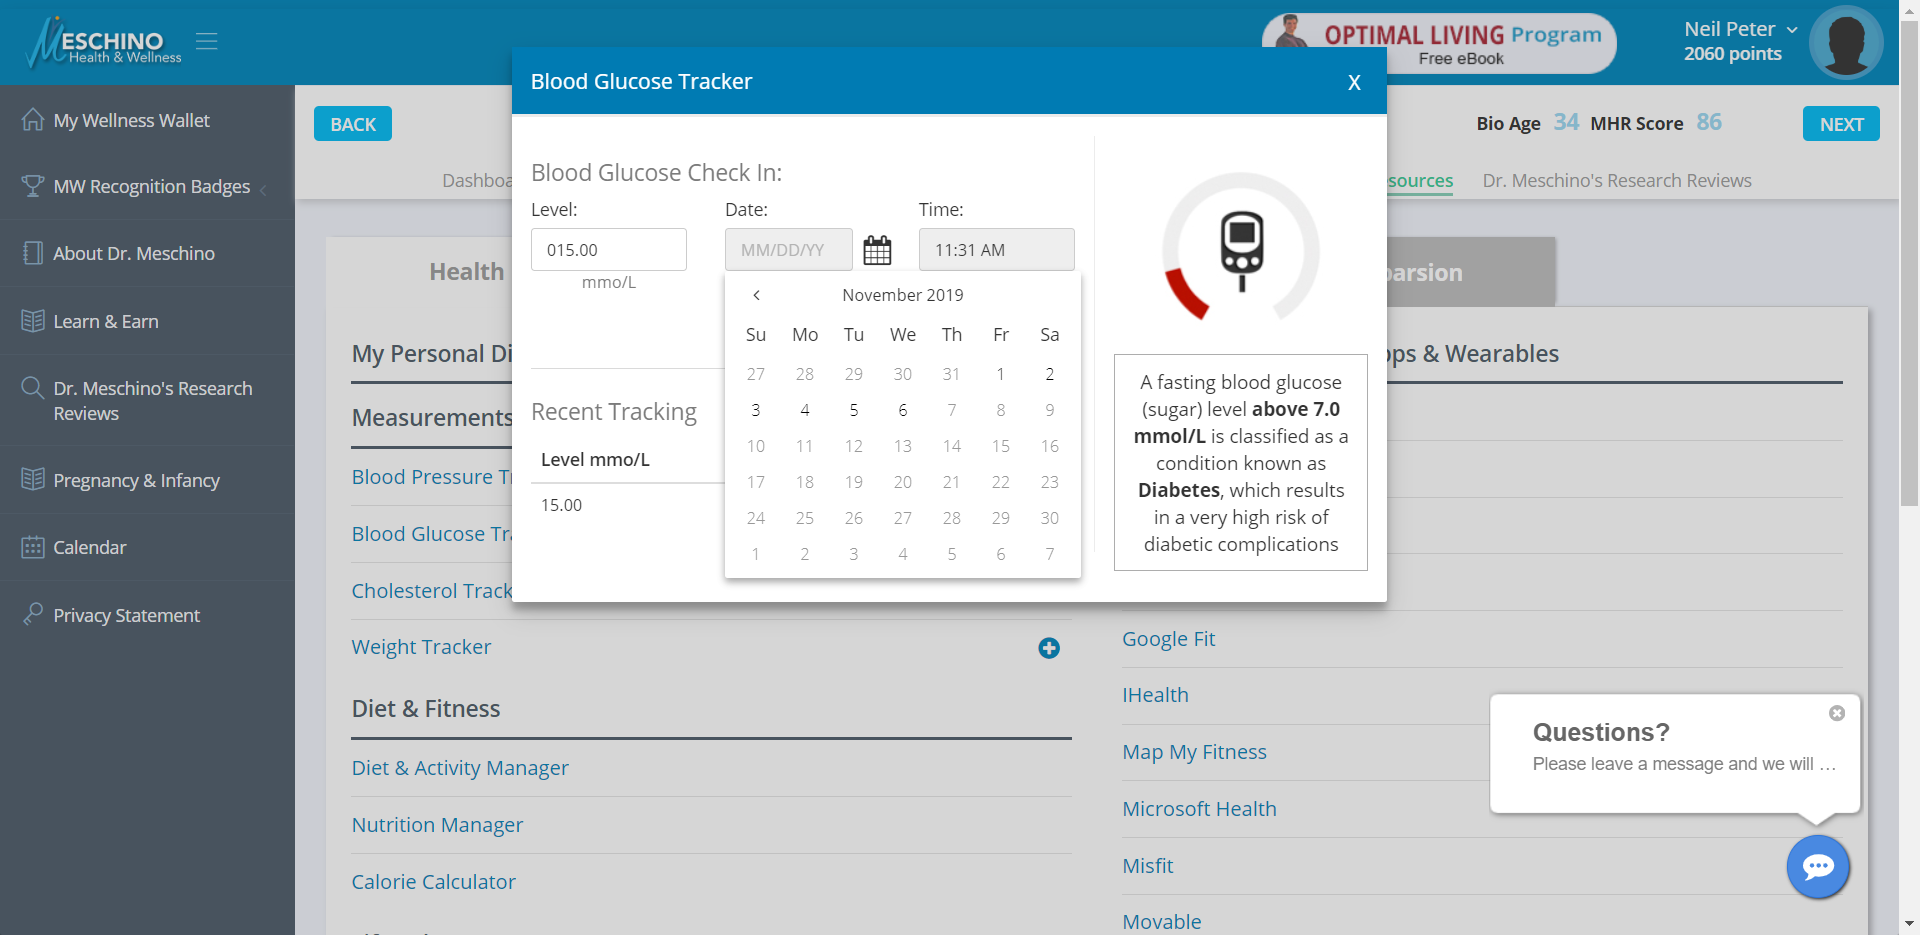 MESCHINO
Health & Wellness
OPTIMAL LIVING Program
Free eBook
Neil Peter
2060 points
My Wellness Wallet
MW Recognition Badges
About Dr. Meschino
Learn & Earn
Dr. Meschino's Research
Reviews
Pregnancy & Infancy
Calendar
Privacy Statement
BACK
Bio Age 34 MHR Score 86
NEXT
Dashboa
sources
Dr. Meschino's Research Reviews
Health
parsion
My Personal Di
Measurements
Blood Pressure T
Blood Glucose Tra
Cholesterol Track
Weight Tracker
Diet & Fitness
Diet & Activity Manager
Nutrition Manager
Calorie Calculator
ps & Wearables
Google Fit
IHealth
Map My Fitness
Microsoft Health
Misfit
Movable
Blood Glucose Tracker
X
Blood Glucose Check In:
Level: Date: Time:
015.00 MM/DD/YY 11:31 AM
mmo/L
November 2019
Su Mo Tu We Th Fr Sa
27 28 29 30 31 1 2
3 4 5 6 7 8 9
10 11 12 13 14 15 16
17 18 19 20 21 22 23
24 25 26 27 28 29 30
1 2 3 4 5 6 7
Recent Tracking
Level mmo/L
15.00
A fasting blood glucose
(sugar) level above 7.0
mmol/L is classified as a
condition known as
Diabetes, which results
in a very high risk of
diabetic complications
Questions?
Please leave a message and we will …